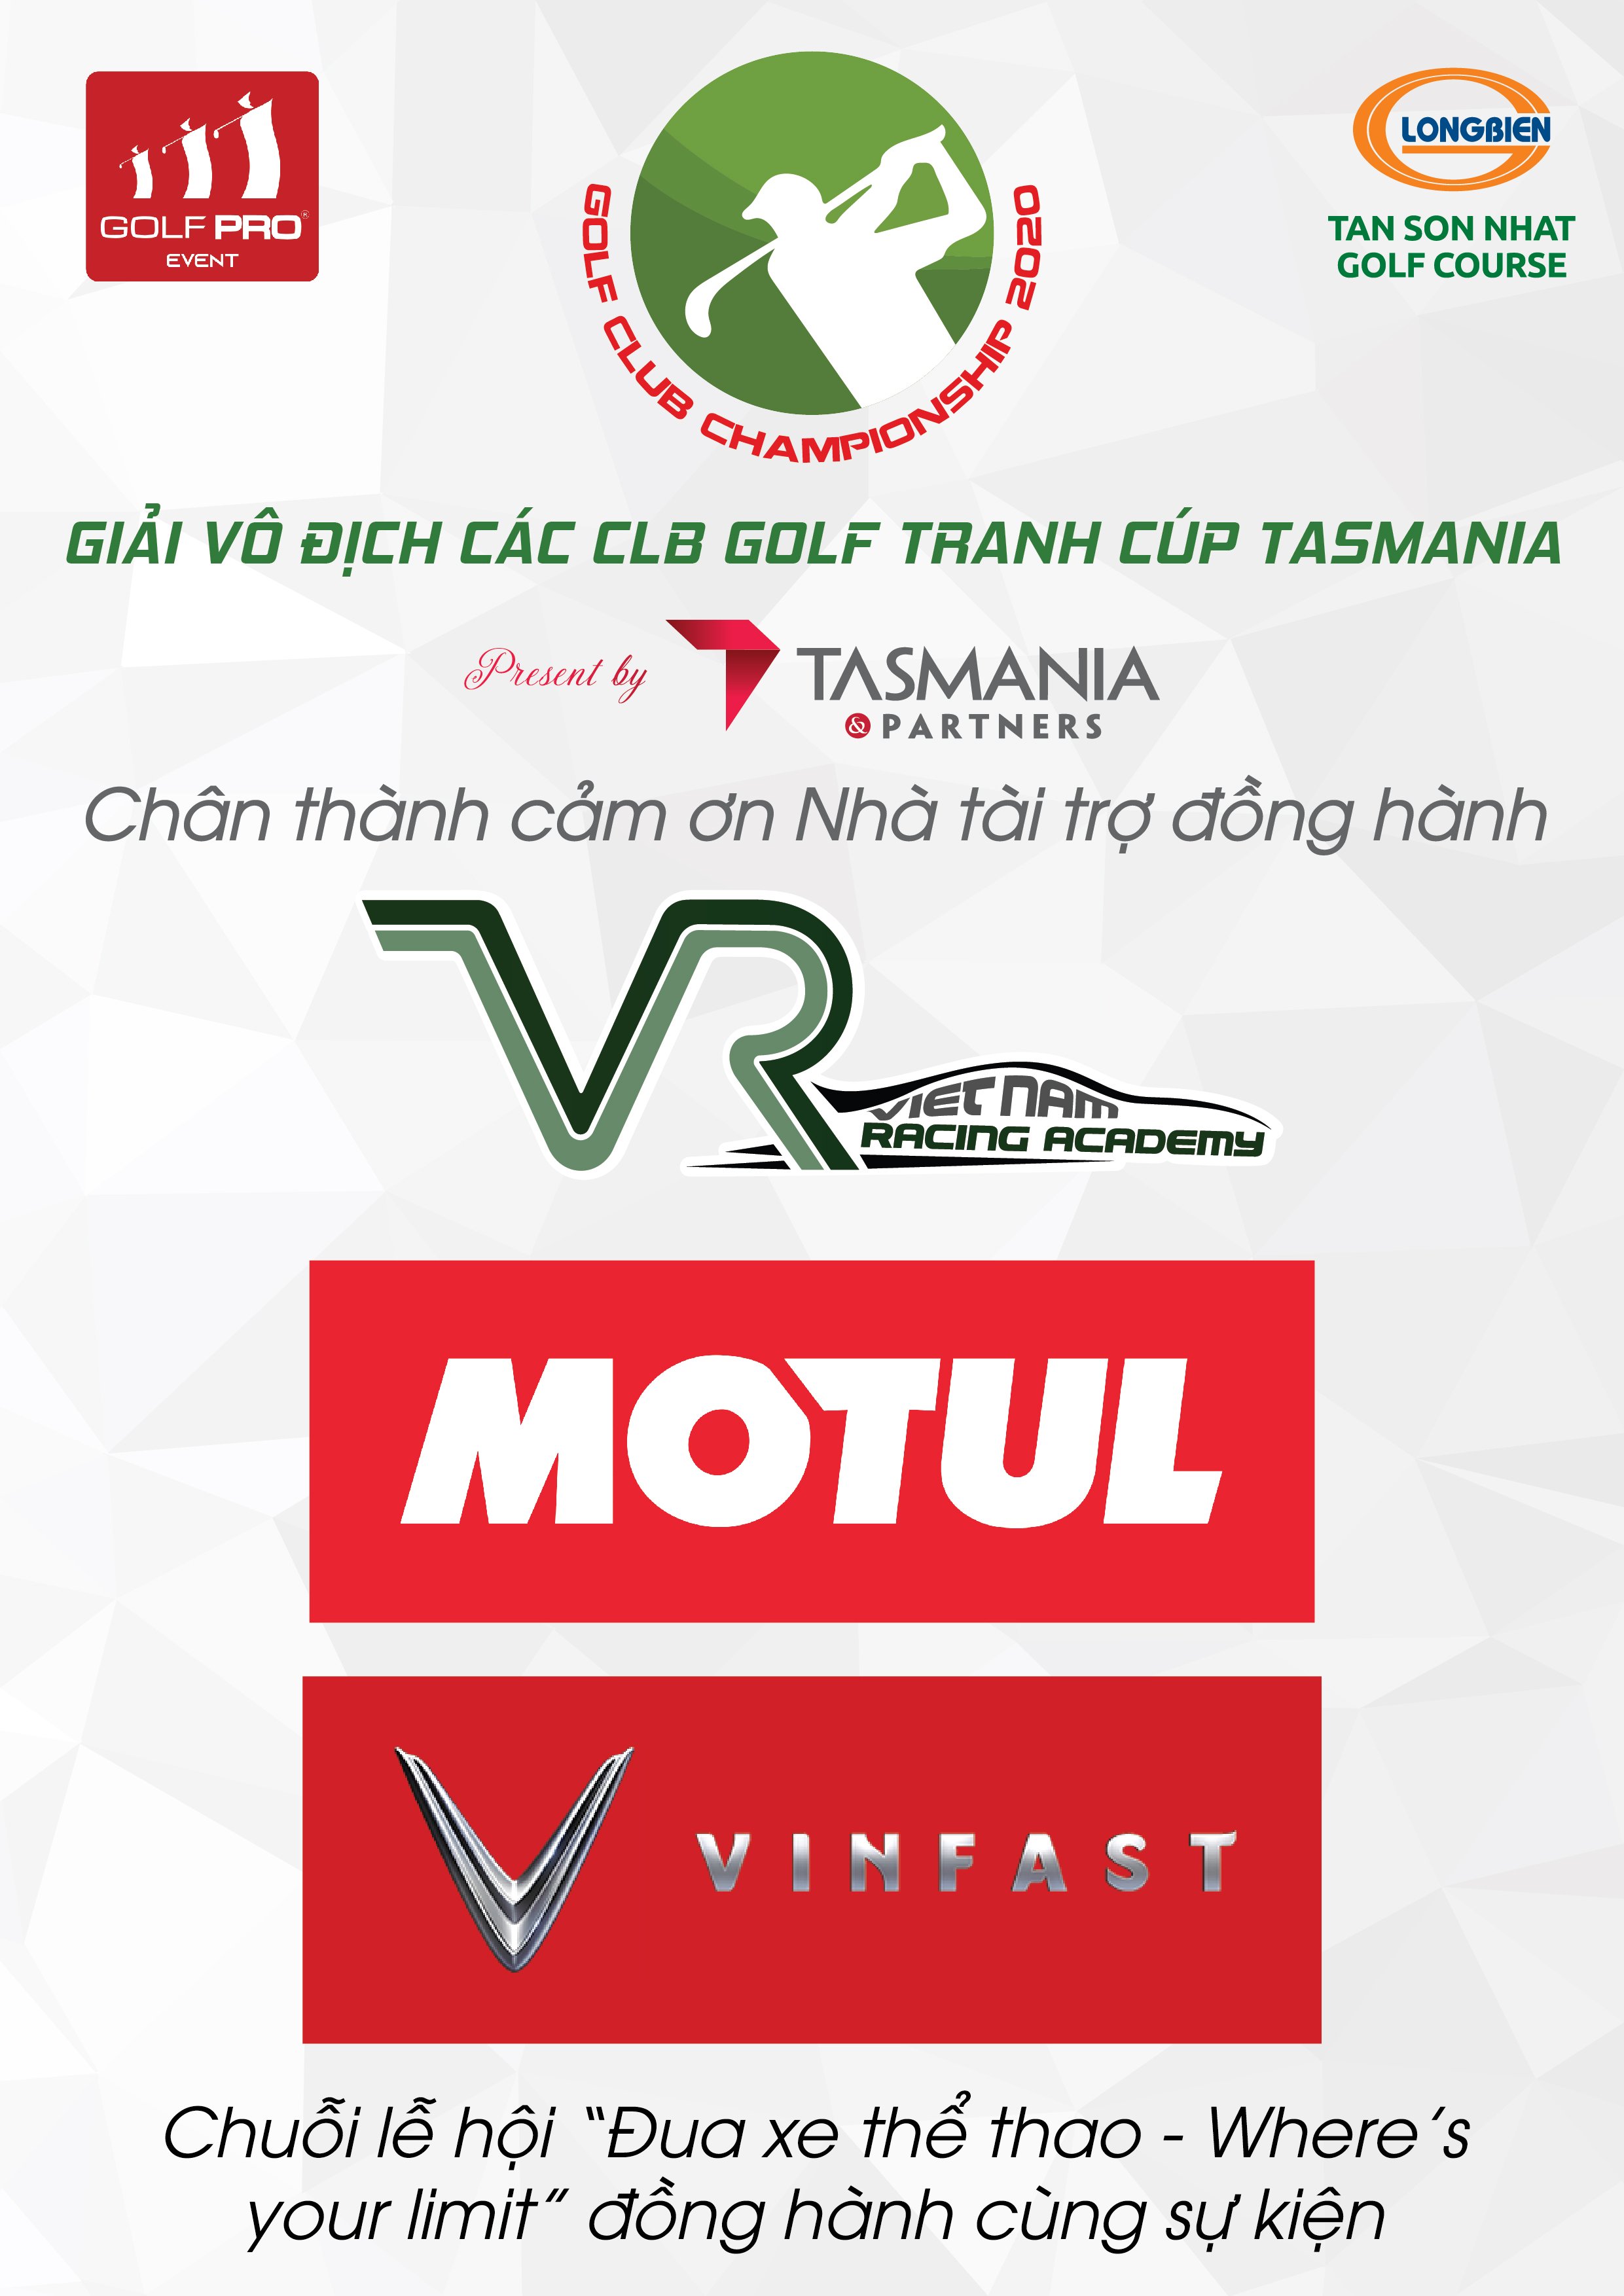 GOLF PRO®
EVENT
GOLF CLUB CHAMPIONSHIP 2020
LONGBIEN
TAN SON NHAT
GOLF COURSE
GIẢI VÔ ĐỊCH CÁC CLB GOLF TRANH CÚP TASMANIA
Present by
TASMANIA
& PARTNERS
Chân thành cảm ơn Nhà tài trợ đồng hành
VR
VIET NAM
RACING ACADEMY
MOTUL
VINFAST
Chuỗi lễ hội “Đua xe thể thao - Where’s
your limit” đồng hành cùng sự kiện